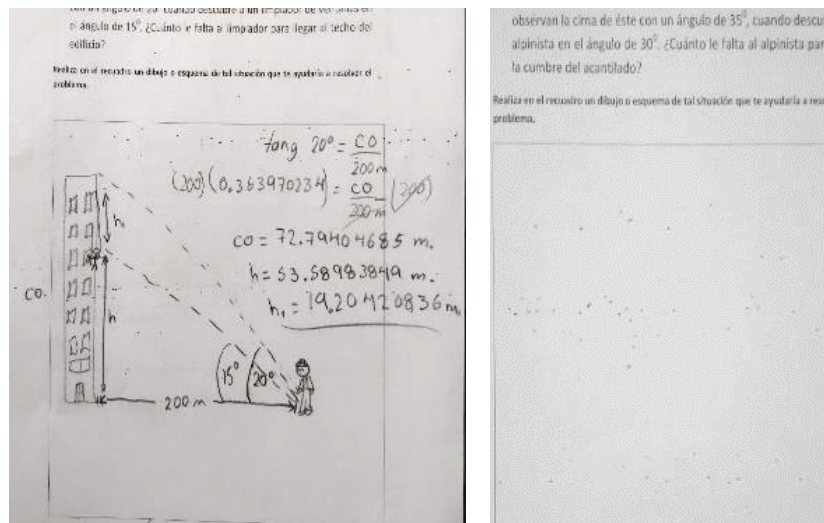 con un ángulo de 20° cuando descubre a un limpiador de ventanas en
el ángulo de 15°. ¿Cuánto le falta al limpiador para llegar al techo del
edificio?
Realiza en el recuadro un dibujo o esquema de tal situación que te ayudaría a resolver el
problema.
tang 20° = CO
200m
(200)(0.363970234) = CO (200)
200 m
CO = 72.79404685 m.
h = 53.58983849 m.
h₁ = 19.20420836 m
h₁
CO.
h
15°
20°
200 m
observan la cima de éste con un ángulo de 35°, cuando descu
alpinista en el ángulo de 30°. ¿Cuánto le falta al alpinista par
la cumbre del acantilado?
Realiza en el recuadro un dibujo o esquema de tal situación que te ayudaría a reso
problema.